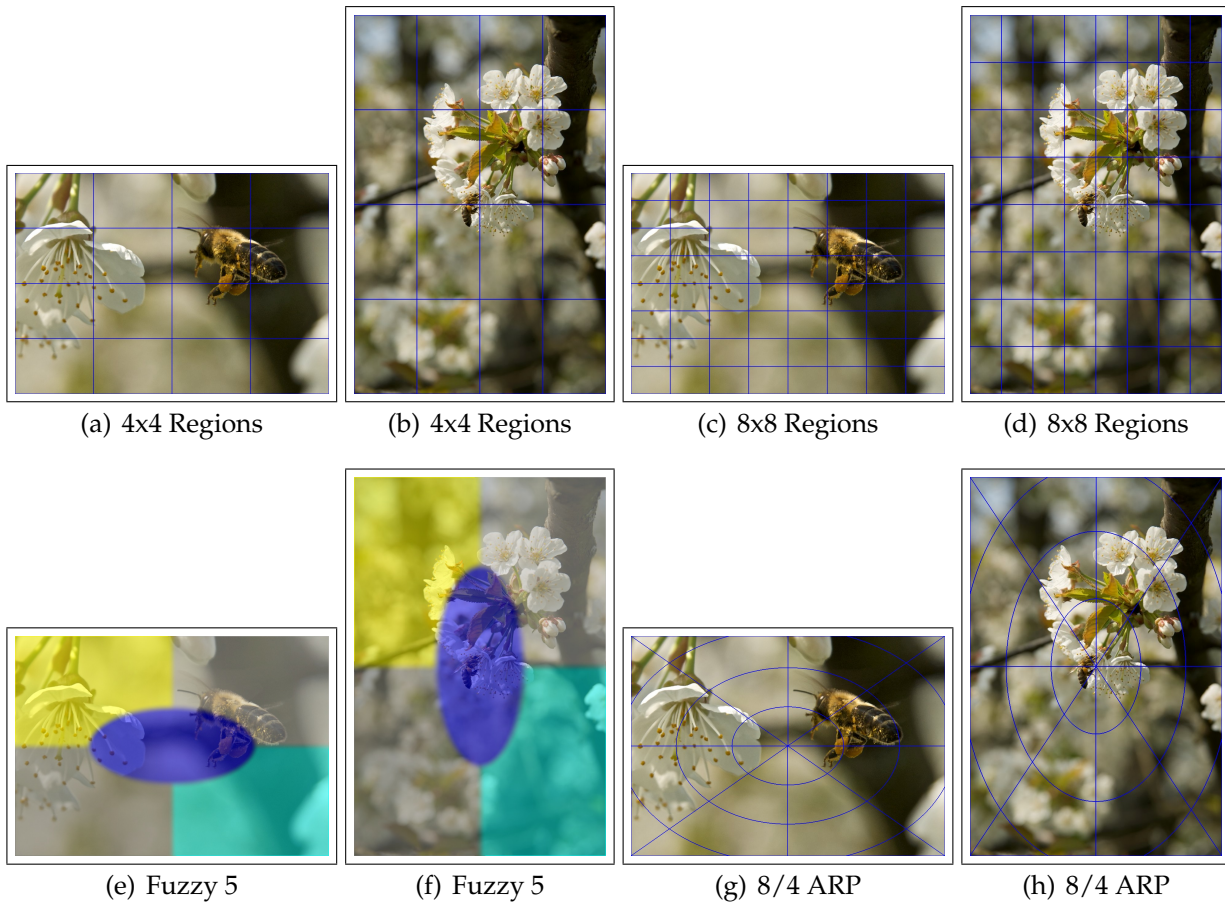 (a) 4x4 Regions
(b) 4x4 Regions
(c) 8x8 Regions
(d) 8x8 Regions
(e) Fuzzy 5
(f) Fuzzy 5
(g) 8/4 ARP
(h) 8/4 ARP